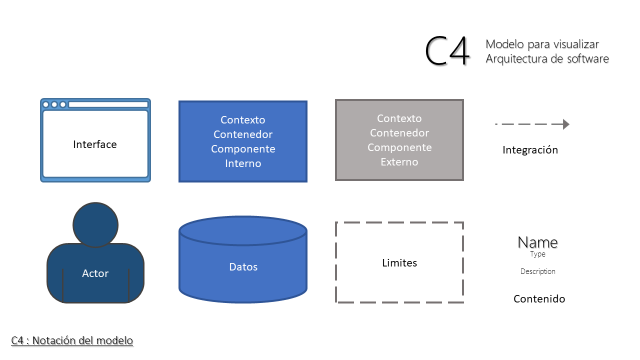 C4
Modelo para visualizar
Arquitectura de software
Interface
Contexto
Contenedor
Componente
Interno
Contexto
Contenedor
Componente
Externo
Integración
Actor
Datos
Limites
Name
Type
Description
Contenido
C4 : Notación del modelo